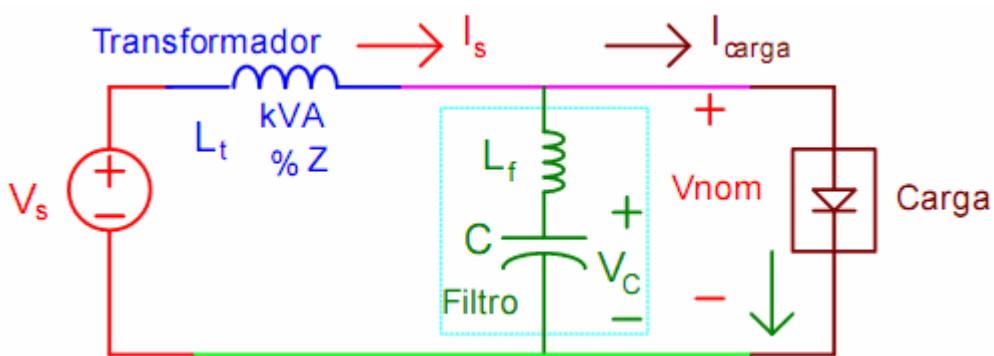 Transformador
I_s
I_carga
kVA
L_t
% Z
+
L_f
+
Vnom
Carga
V_s
−
C
+
V_C
Filtro
−
−